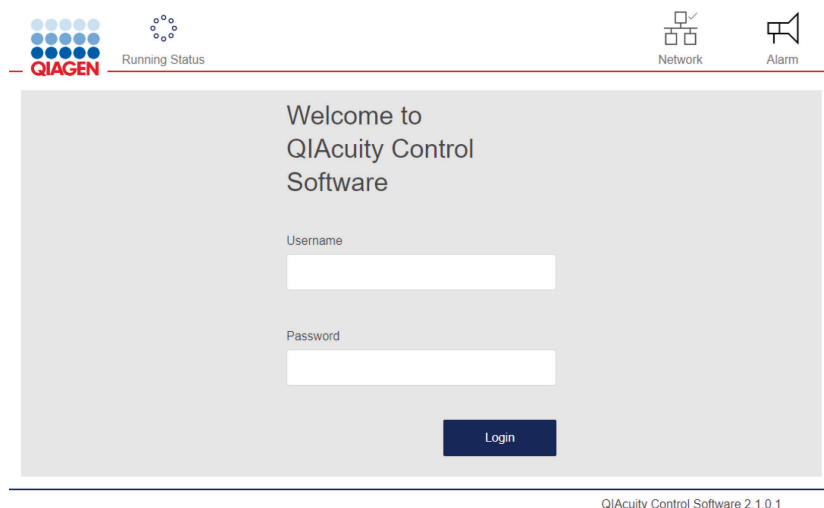 QIAGEN
Running Status
Network
Alarm
Welcome to
QIAcuity Control
Software
Username
Password
Login
QIAcuity Control Software 2.1.0.1